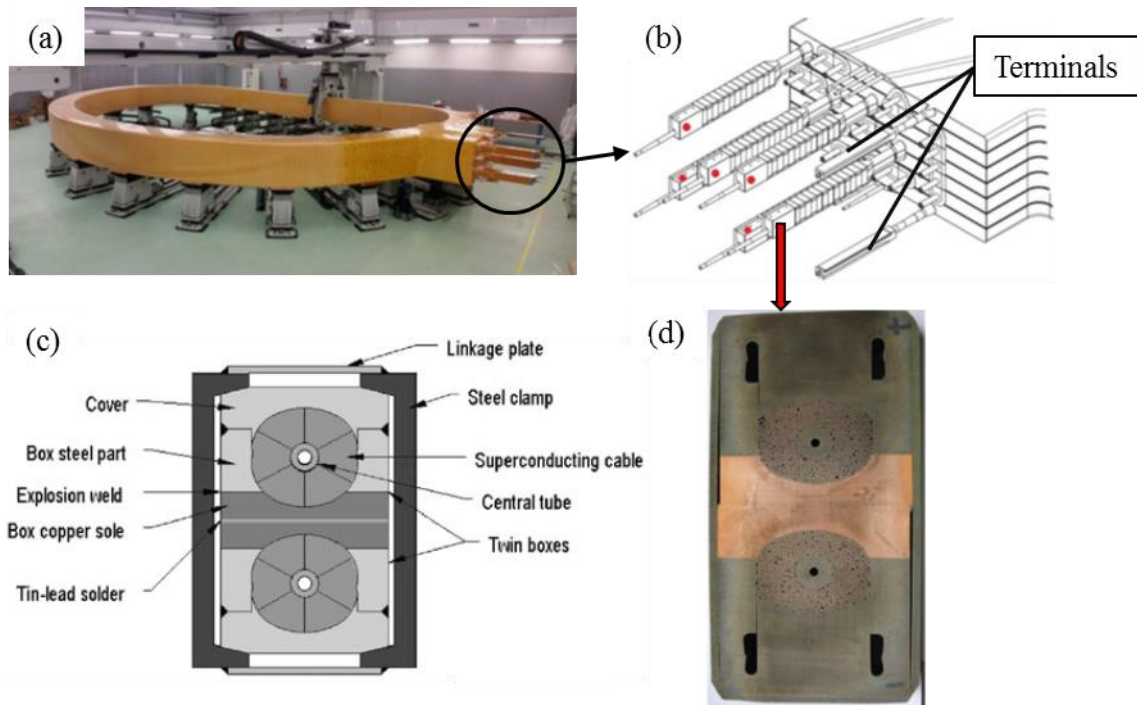 (a)
(b)
Terminals
(c)
Linkage plate
Cover
Steel clamp
Box steel part
Superconducting cable
Explosion weld
Central tube
Box copper sole
Twin boxes
Tin-lead solder
(d)